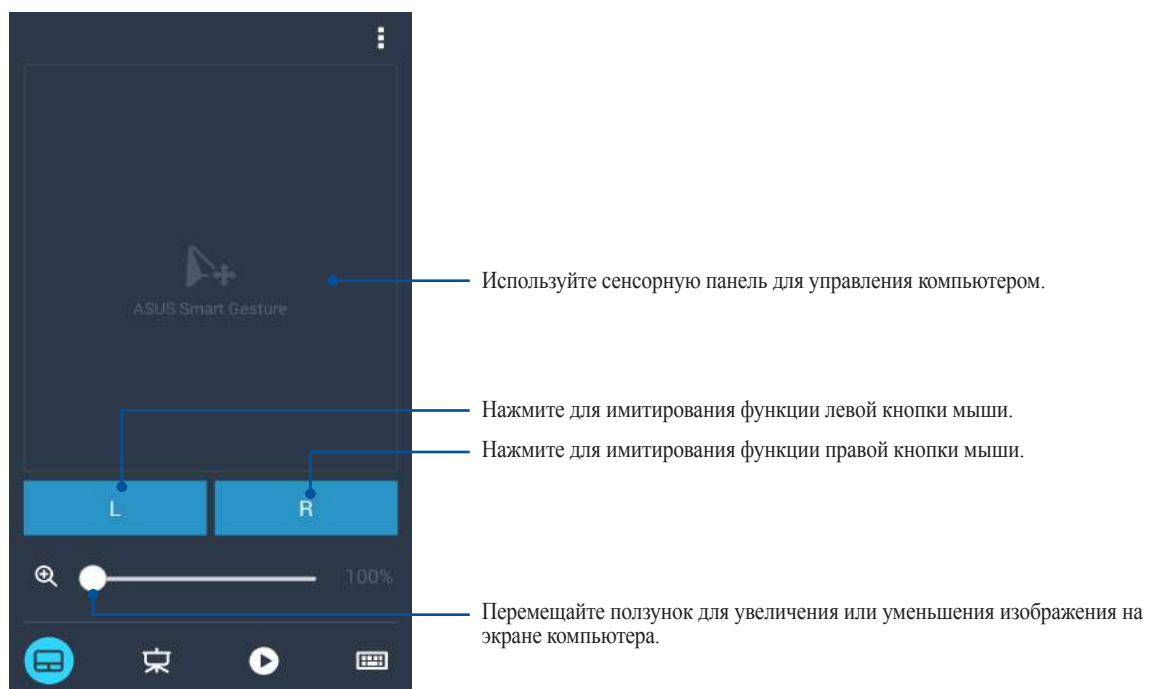 Используйте сенсорную панель для управления компьютером.
ASUS Smart Gesture
Нажмите для имитирования функции левой кнопки мыши.
Нажмите для имитирования функции правой кнопки мыши.
L
R
100%
Перемещайте ползунок для увеличения или уменьшения изображения на
экране компьютера.